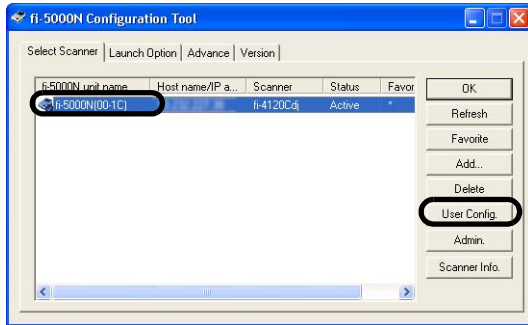 fi-5000N Configuration Tool
Select Scanner Launch Option Advance Version
fi-5000N unit name Host name/IP a... Scanner Status Favor
fi-5000N(00-1C) fi-4120Cdj Active *
OK
Refresh
Favorite
Add...
Delete
User Config.
Admin.
Scanner Info.